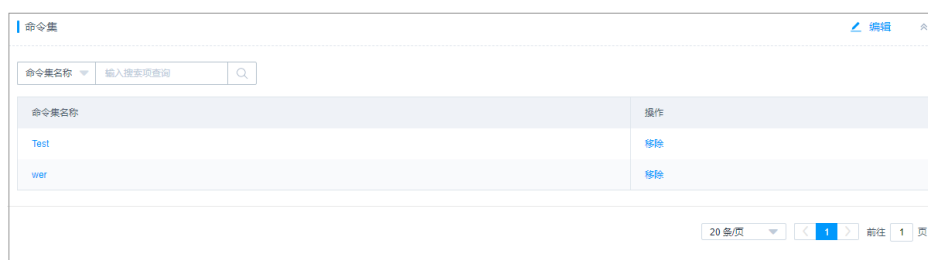 命令集 编辑
命令集名称 输入搜索项查询
命令集名称 操作
Test 移除
wer 移除
20 条/页 1 前往 1 页